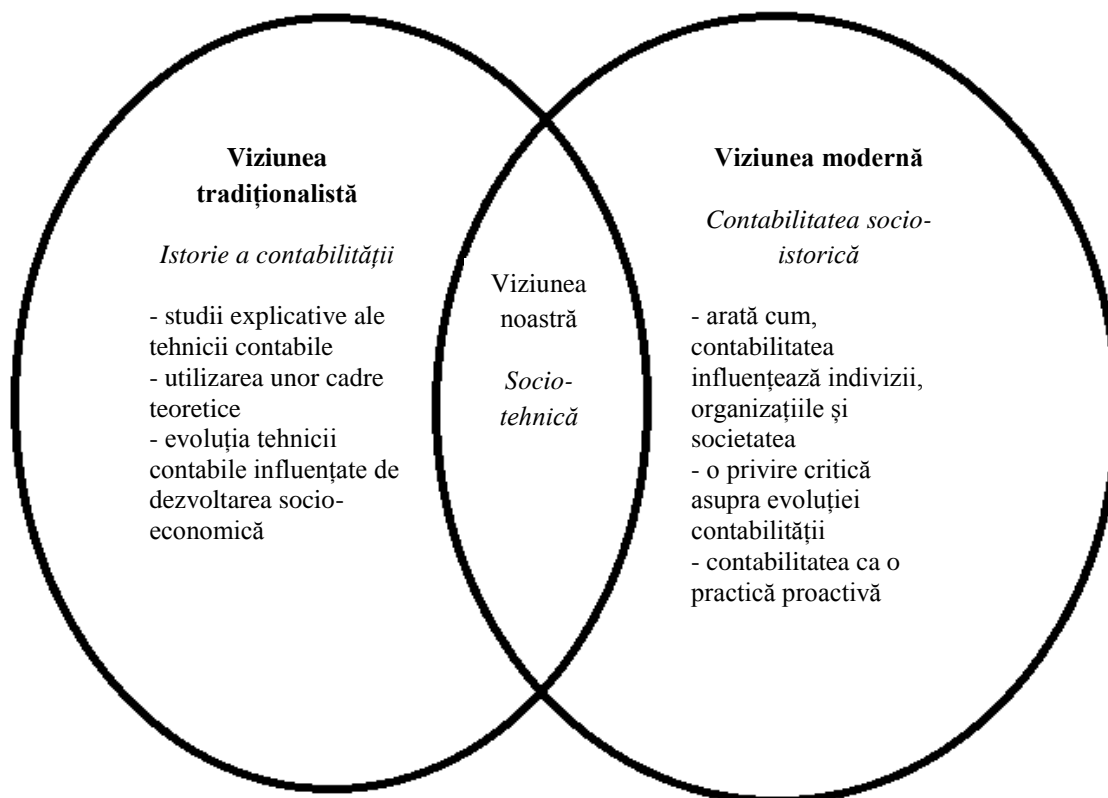 Viziunea
tradiționalistă
Istorie a contabilității
- studii explicative ale
tehnicii contabile
- utilizarea unor cadre
teoretice
- evoluția tehnicii
contabile influențate de
dezvoltarea socio-
economică
Viziunea
noastră
Socio-
tehnică
Viziunea modernă
Contabilitatea socio-
istorică
- arată cum,
contabilitatea
influențează indivizii,
organizațiile și
societatea
- o privire critică
asupra evoluției
contabilității
- contabilitatea ca o
practică proactivă